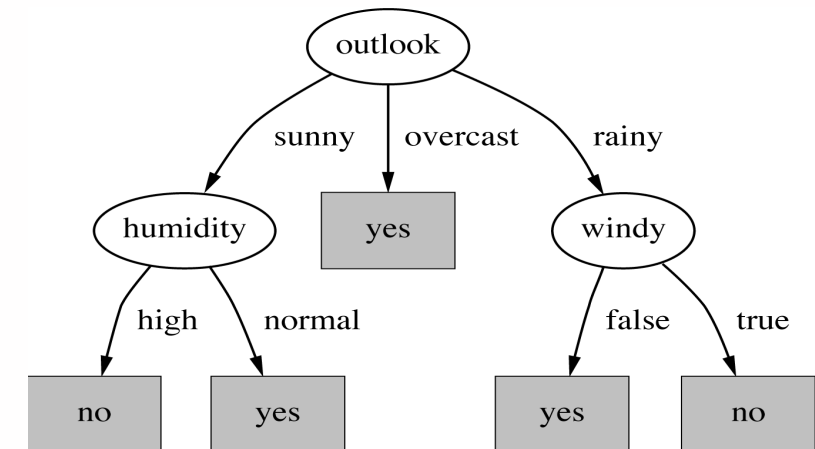 outlook
sunny overcast rainy
humidity yes windy
high normal false true
no yes yes no